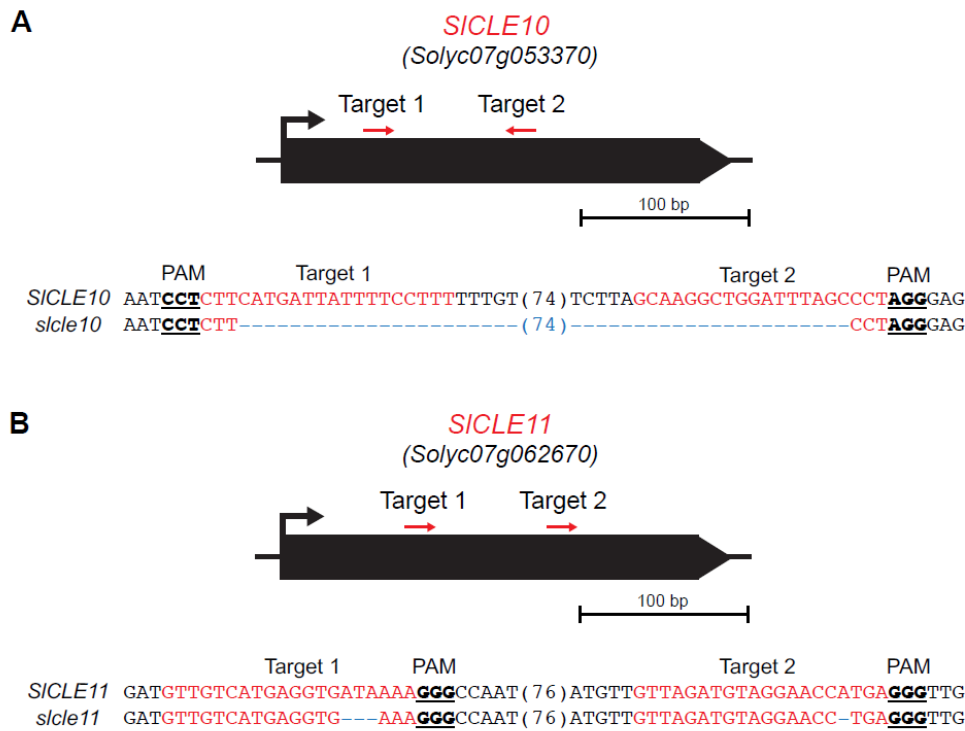 A
SlCLE10
(Solyc07g053370)
Target 1 Target 2
100 bp
PAM Target 1 Target 2 PAM
SlCLE10 AATCCTCTTCATGATTATTTTCCTTTTTTGT(74)TCTTAGCAAGGCTGGATTTAGCCCTAGGGAG
slcle10 AATCCTCTT------------------------------(74)------------------------------CCTAGGGAG
B
SlCLE11
(Solyc07g062670)
Target 1 Target 2
100 bp
Target 1 PAM Target 2 PAM
SlCLE11 GATGTTGTCATGAGGTGATAAAAGGGCCAAT(76)ATGTTGTTAGATGTAGGAACCATGAGGGTTG
slcle11 GATGTTGTCATGAGGTG---AAAGGGCCAAT(76)ATGTTGTTAGATGTAGGAACC-TGAGGGTTG